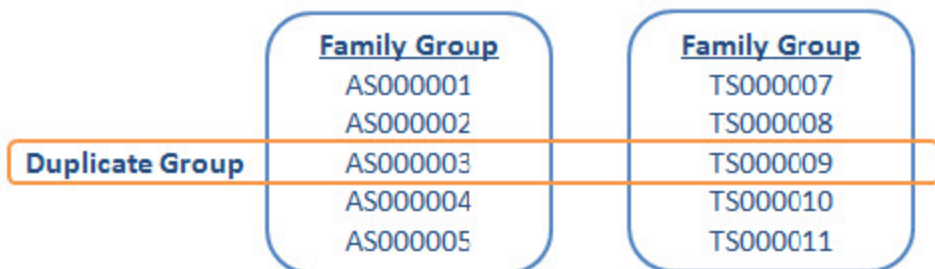 Family Group Family Group
AS000001 TS000007
AS000002 TS000008
Duplicate Group AS000003 TS000009
AS000004 TS000010
AS000005 TS000011